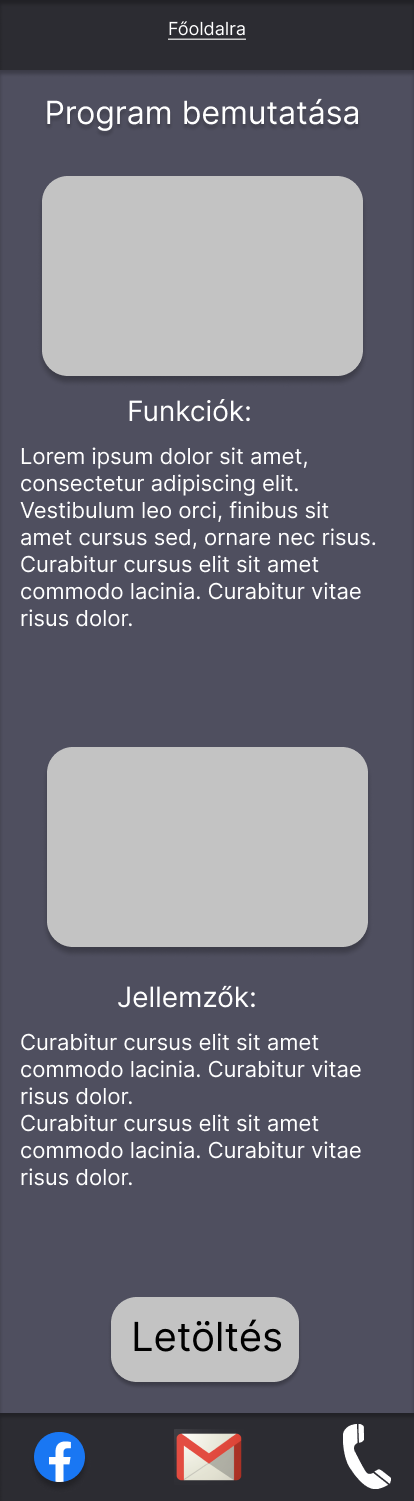 Főoldalra
Program bemutatása
Funkciók:
Lorem ipsum dolor sit amet,
consectetur adipiscing elit.
Vestibulum leo orci, finibus sit
amet cursus sed, ornare nec risus.
Curabitur cursus elit sit amet
commodo lacinia. Curabitur vitae
risus dolor.
Jellemzők:
Curabitur cursus elit sit amet
commodo lacinia. Curabitur vitae
risus dolor.
Curabitur cursus elit sit amet
commodo lacinia. Curabitur vitae
risus dolor.
Letöltés